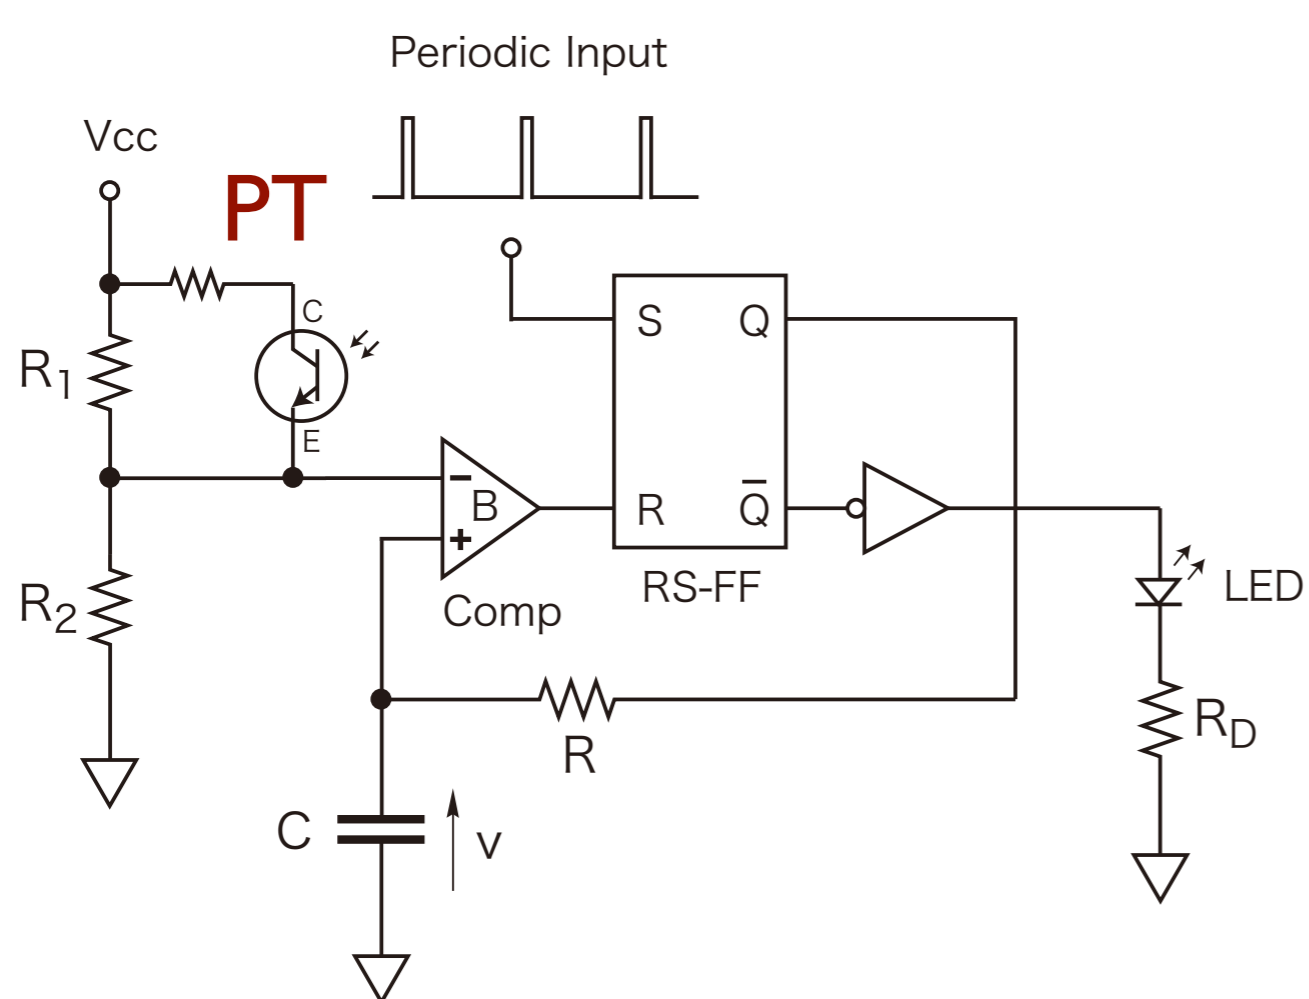 Periodic Input
Vcc
PT
C
R1
E
S
Q
R
Q̅
−
B
+
Comp
RS-FF
R2
LED
R
RD
C
v